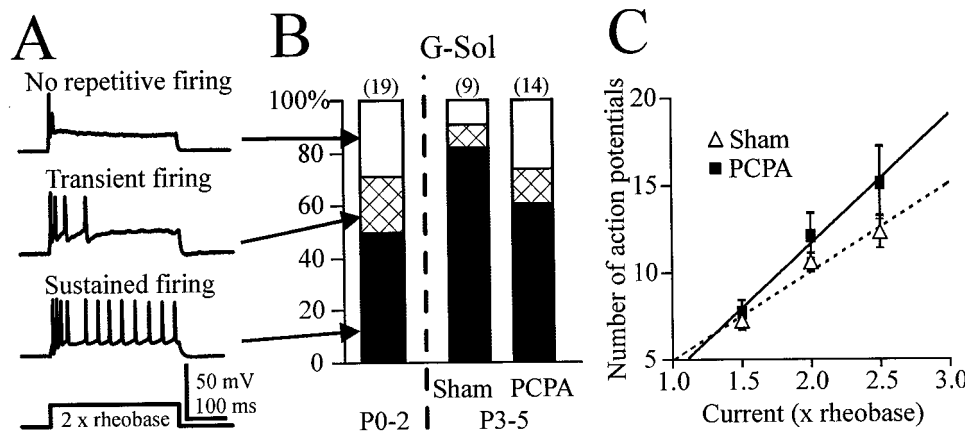 A
No repetitive firing
Transient firing
Sustained firing
50 mV
100 ms
2 x rheobase
B
G-Sol
(19)
(9)
(14)
100%
80
60
40
20
0
Sham
PCPA
P0-2
P3-5
C
Number of action potentials
20
15
10
5
Sham
PCPA
1.0
1.5
2.0
2.5
3.0
Current (x rheobase)